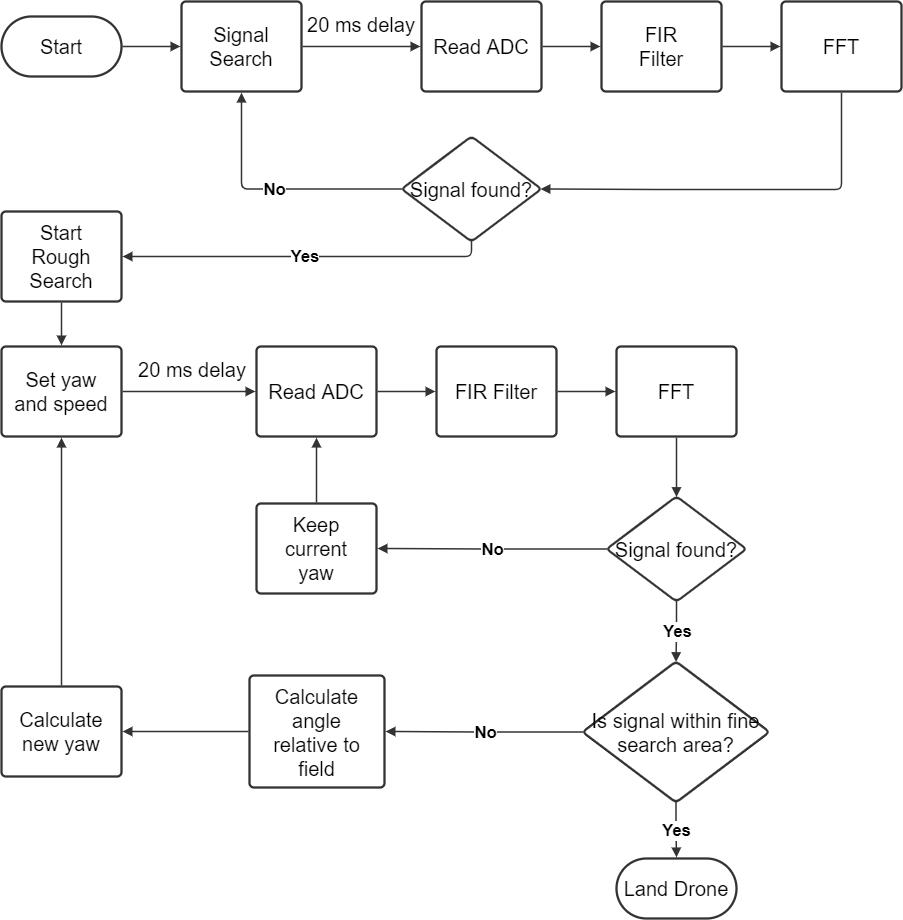 Start
Signal
Search
20 ms delay
Read ADC
FIR
Filter
FFT
No
Signal found?
Yes
Start
Rough
Search
Set yaw
and speed
20 ms delay
Read ADC
FIR Filter
FFT
Keep
current
yaw
No
Signal found?
Yes
Calculate
new yaw
Calculate
angle
relative to
field
No
Is signal within fine
search area?
Yes
Land Drone